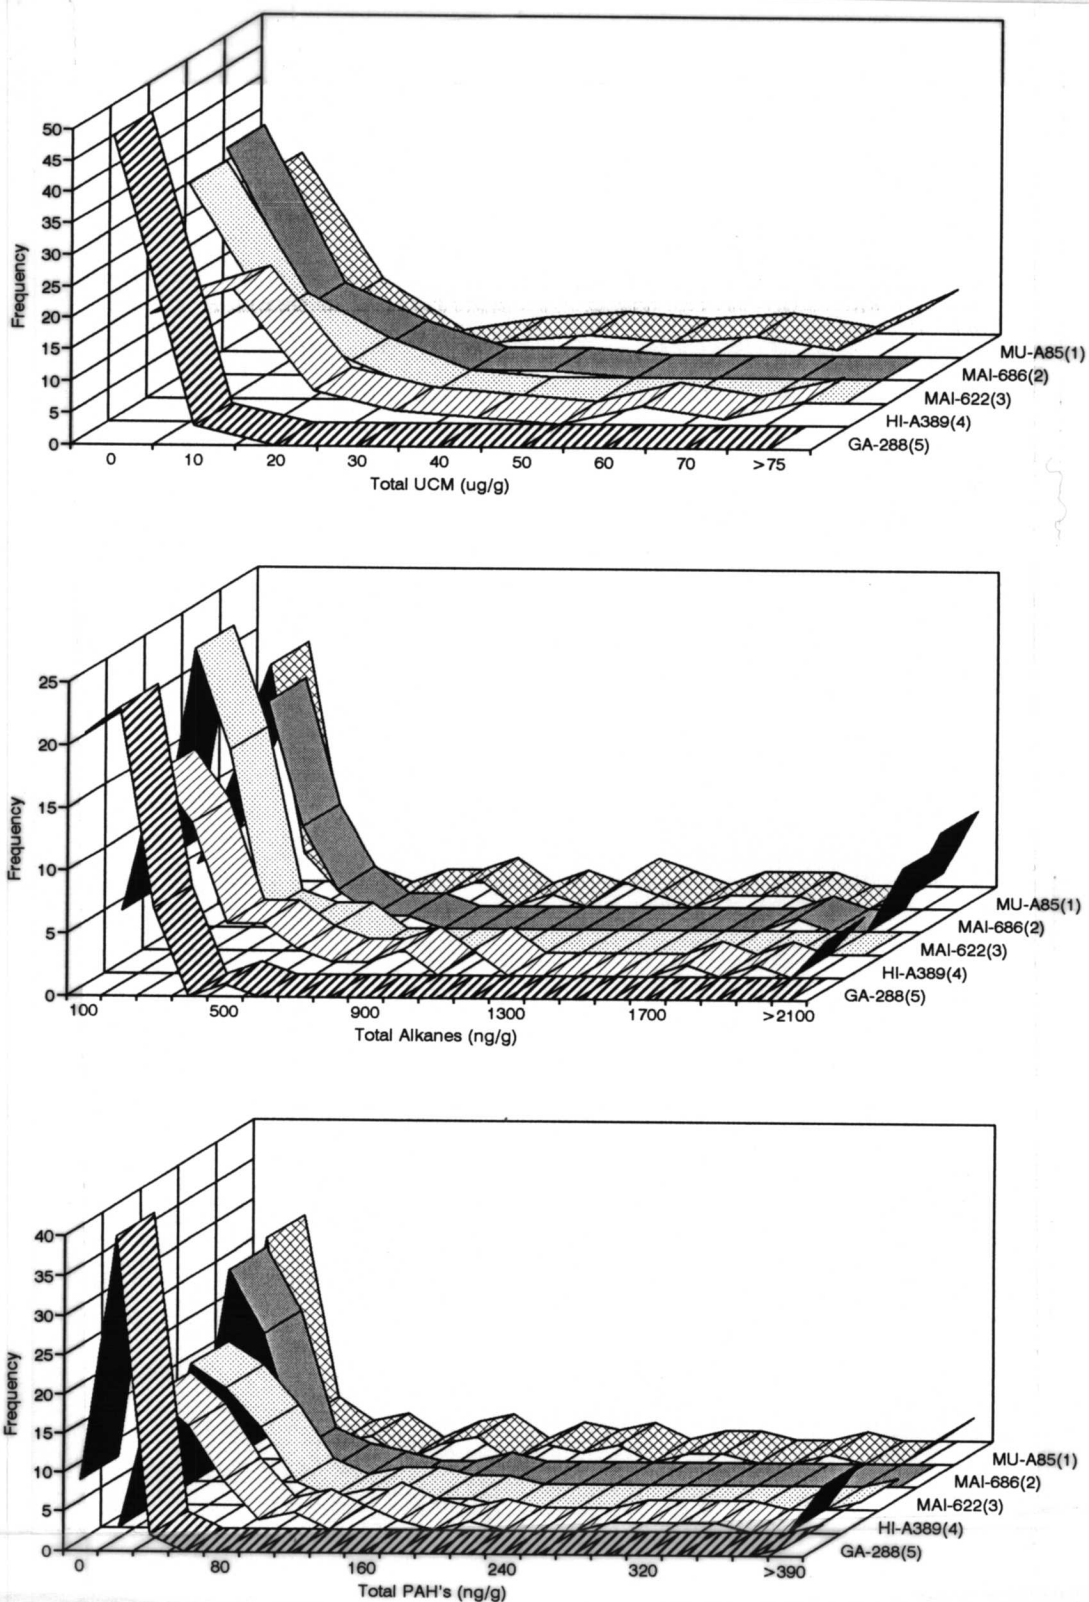 50
45
40
35
30
25
20
15
10
5
0
Frequency
0 10 20 30 40 50 60 70 >75
Total UCM (ug/g)
MU-A85(1)
MAI-686(2)
MAI-622(3)
HI-A389(4)
GA-288(5)
25
20
15
10
5
0
Frequency
100 500 900 1300 1700 >2100
Total Alkanes (ng/g)
MU-A85(1)
MAI-686(2)
MAI-622(3)
HI-A389(4)
GA-288(5)
40
35
30
25
20
15
10
5
0
Frequency
0 80 160 240 320 >390
Total PAH's (ng/g)
MU-A85(1)
MAI-686(2)
MAI-622(3)
HI-A389(4)
GA-288(5)